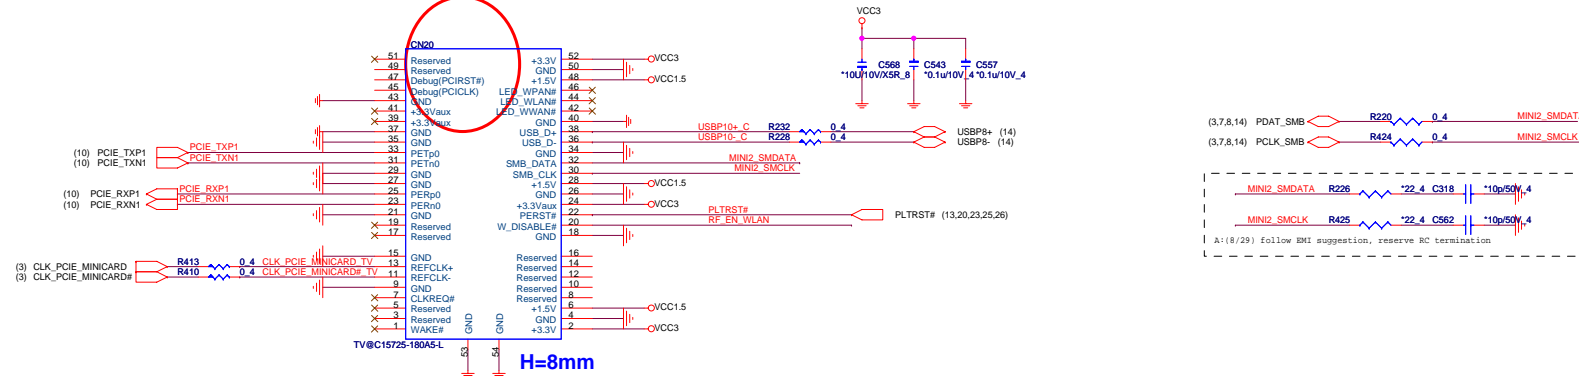 VCC3
C568
*10U/10V/X5R_8
C543
*0.1u/10V_4
C557
*0.1u/10V_4
CN20
51 Reserved +3.3V 52 VCC3
49 Reserved GND 50
47 Debug(PCIRST#) +1.5V 48 VCC1.5
45 Debug(PCICLK) LED_WPAN# 46
43 GND LED_WLAN# 44
41 +3.3Vaux LED_WWAN# 42
39 +3.3Vaux GND 40
37 GND USB_D+ 38 USBP10+_C R232 0_4 USBP8+ (14)
35 GND USB_D- 36 USBP10-_C R228 0_4 USBP8- (14)
(10) PCIE_TXP1 PCIE_TXP1 33 PETp0 GND 34
(10) PCIE_TXN1 PCIE_TXN1 31 PETn0 SMB_DATA 32 MINI2_SMDATA
29 GND SMB_CLK 30 MINI2_SMCLK
27 GND +1.5V 28 VCC1.5
(10) PCIE_RXP1 PCIE_RXP1 25 PERp0 GND 26
(10) PCIE_RXN1 PCIE_RXN1 23 PERn0 +3.3Vaux 24 VCC3
21 GND PERST# 22 PLTRST# PLTRST# (13,20,23,25,26)
19 Reserved W_DISABLE# 20 RF_EN_WLAN
17 Reserved GND 18
15 GND Reserved 16
(3) CLK_PCIE_MINICARD R413 0_4 CLK_PCIE_MINICARD_TV 13 REFCLK+ Reserved 14
(3) CLK_PCIE_MINICARD# R410 0_4 CLK_PCIE_MINICARD#_TV 11 REFCLK- Reserved 12
9 GND Reserved 10
7 CLKREQ# Reserved 8
5 Reserved +1.5V 6 VCC1.5
3 Reserved GND 4
1 WAKE# +3.3V 2 VCC3
GND GND
53 54
TV@C15725-180A5-L
H=8mm
(3,7,8,14) PDAT_SMB R220 0_4 MINI2_SMDAT
(3,7,8,14) PCLK_SMB R424 0_4 MINI2_SMCLK
MINI2_SMDATA R226 *22_4 C318 *10p/50V_4
MINI2_SMCLK R425 *22_4 C562 *10p/50V_4
A:(8/29) follow EMI suggestion, reserve RC termination